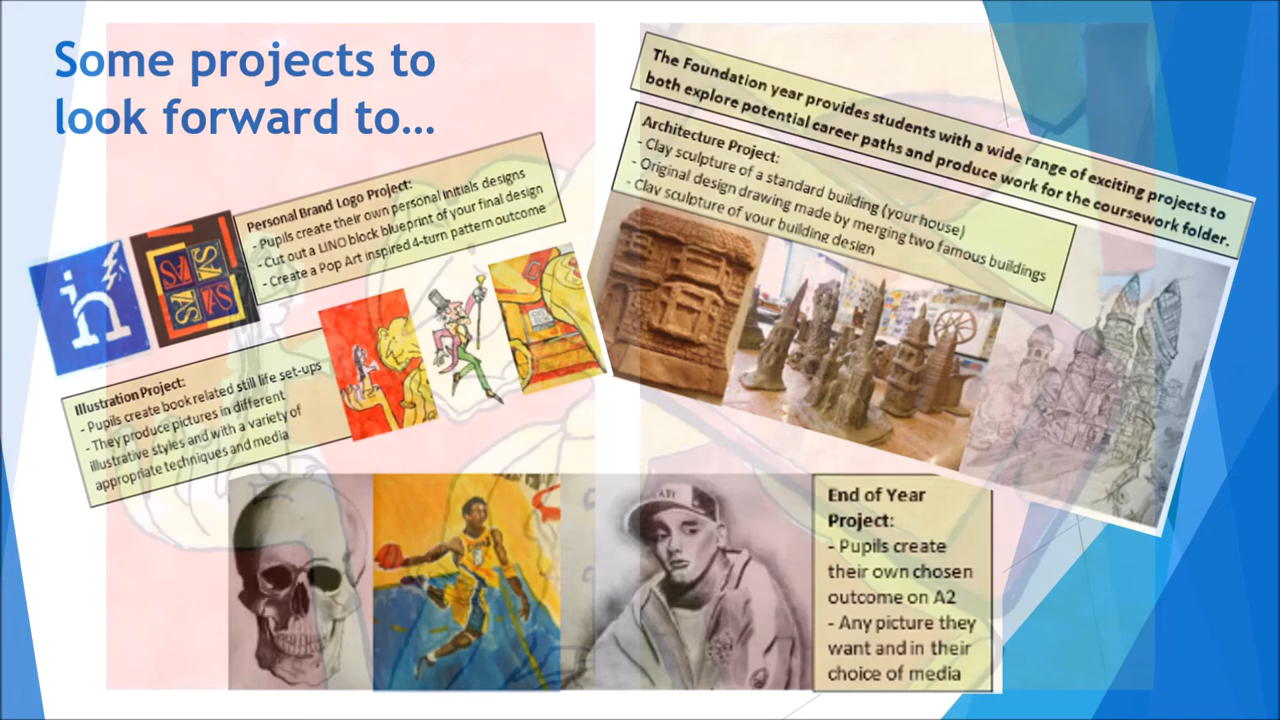 Some projects to
look forward to...
The Foundation year provides students with a wide range of exciting projects to
both explore potential career paths and produce work for the coursework folder.
Architecture Project:
- Clay sculpture of a standard building (your house)
- Original design drawing made by merging two famous buildings
- Clay sculpture of your building design
Personal Brand Logo Project:
- Pupils create their own personal initials designs
- Cut out a LINO block blueprint of your final design
- Create a Pop Art inspired 4-turn pattern outcome
Illustration Project:
- Pupils create book related still life set-ups
- They produce pictures in different
illustrative styles and with a variety of
appropriate techniques and media
End of Year
Project:
- Pupils create
their own chosen
outcome on A2
- Any picture they
want and in their
choice of media